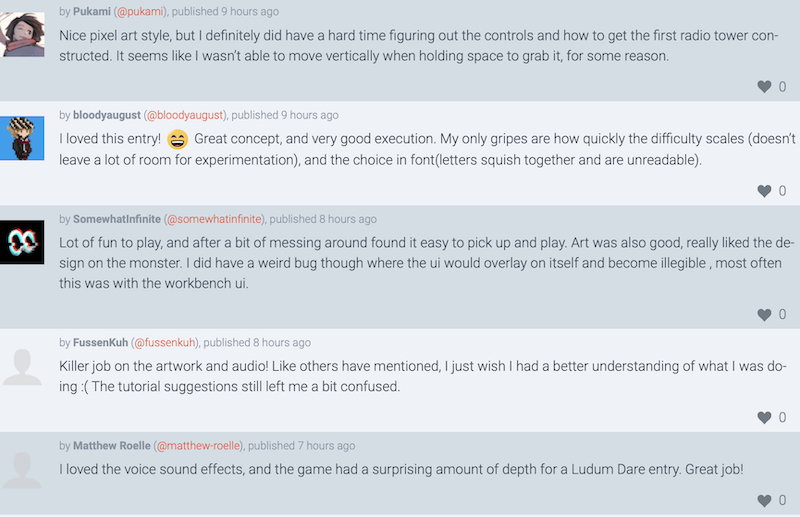 by Pukami (@pukami), published 9 hours ago
Nice pixel art style, but I definitely did have a hard time figuring out the controls and how to get the first radio tower con-
structed. It seems like I wasn't able to move vertically when holding space to grab it, for some reason.
0
by bloodyaugust (@bloodyaugust), published 9 hours ago
I loved this entry! 😄 Great concept, and very good execution. My only gripes are how quickly the difficulty scales (doesn't
leave a lot of room for experimentation), and the choice in font(letters squish together and are unreadable).
0
by SomewhatInfinite (@somewhatinfinite), published 8 hours ago
Lot of fun to play, and after a bit of messing around found it easy to pick up and play. Art was also good, really liked the de-
sign on the monster. I did have a weird bug though where the ui would overlay on itself and become illegible , most often
this was with the workbench ui.
0
by FussenKuh (@fussenkuh), published 8 hours ago
Killer job on the artwork and audio! Like others have mentioned, I just wish I had a better understanding of what I was do-
ing :( The tutorial suggestions still left me a bit confused.
0
by Matthew Roelle (@matthew-roelle), published 7 hours ago
I loved the voice sound effects, and the game had a surprising amount of depth for a Ludum Dare entry. Great job!
0